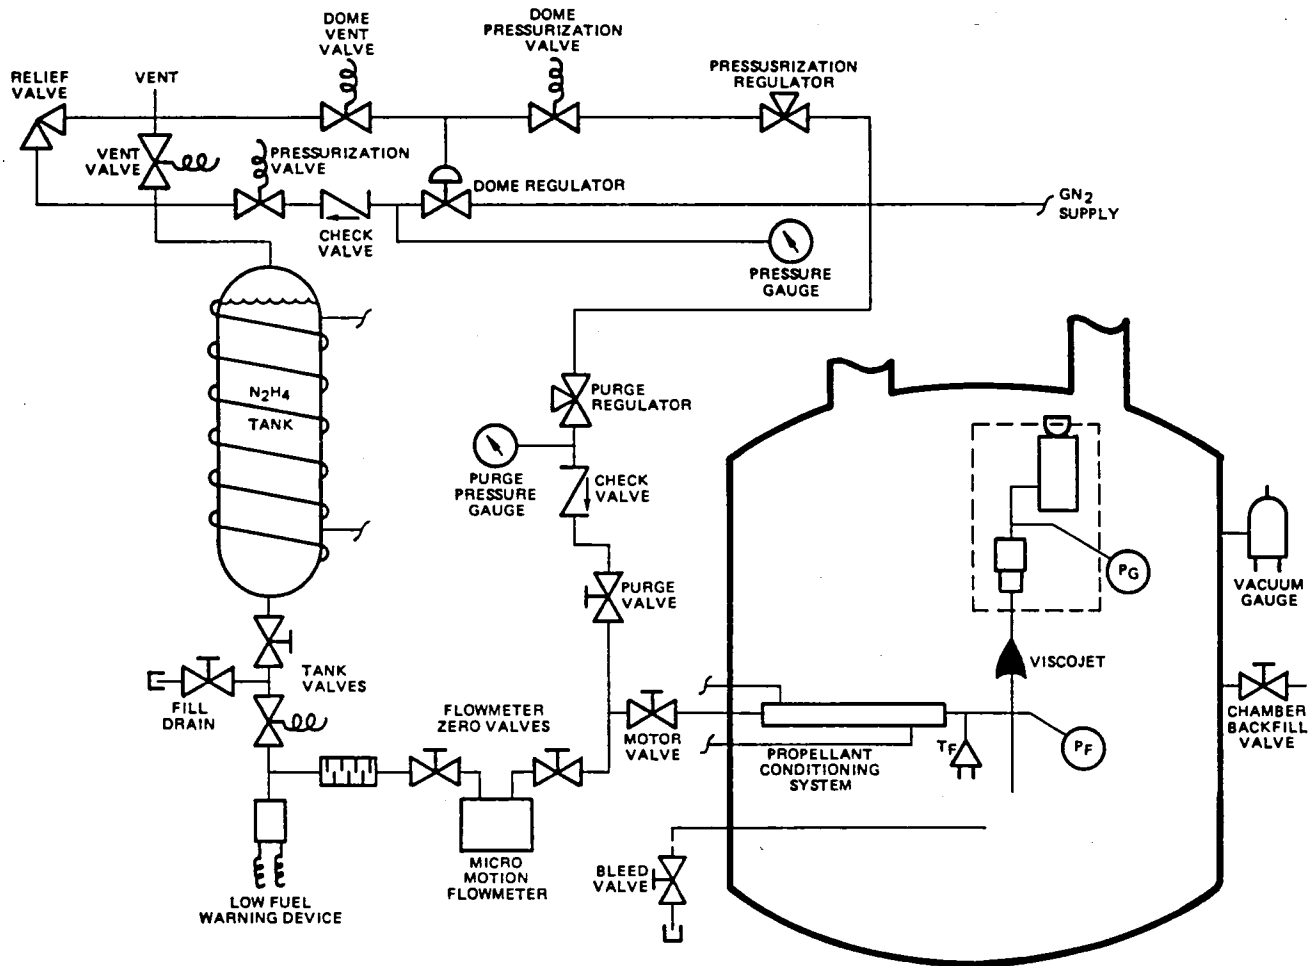 DOME
VENT
VALVE
DOME
PRESSURIZATION
VALVE
PRESSUSRIZATION
REGULATOR
RELIEF
VALVE
VENT
VENT
VALVE
PRESSURIZATION
VALVE
DOME REGULATOR
CHECK
VALVE
GN2
SUPPLY
PRESSURE
GAUGE
N2H4
TANK
PURGE
REGULATOR
PURGE
PRESSURE
GAUGE
CHECK
VALVE
PURGE
VALVE
PG
VACUUM
GAUGE
VISCOJET
TANK
VALVES
FILL
DRAIN
FLOWMETER
ZERO VALVES
MOTOR
VALVE
PROPELLANT
CONDITIONING
SYSTEM
TF
PF
CHAMBER
BACKFILL
VALVE
MICRO
MOTION
FLOWMETER
BLEED
VALVE
LOW FUEL
WARNING DEVICE